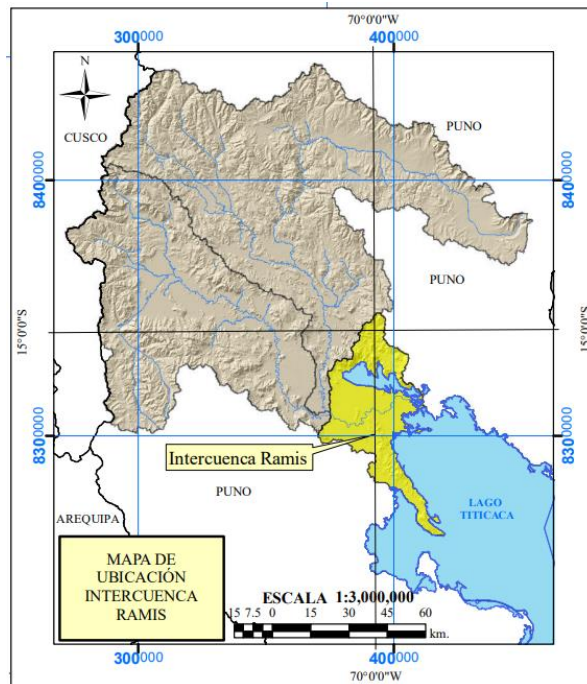 70°0'0"W
300000
400000
PUNO
CUSCO
8400000
8400000
PUNO
15°0'0"S
15°0'0"S
8300000
8300000
Intercuenca Ramis
PUNO
LAGO
TITICACA
AREQUIPA
MAPA DE
UBICACIÓN
INTERCUENCA
RAMIS
ESCALA 1:3,000,000
15 7.5 0 15 30 45 60
km.
300000
400000
70°0'0"W
N